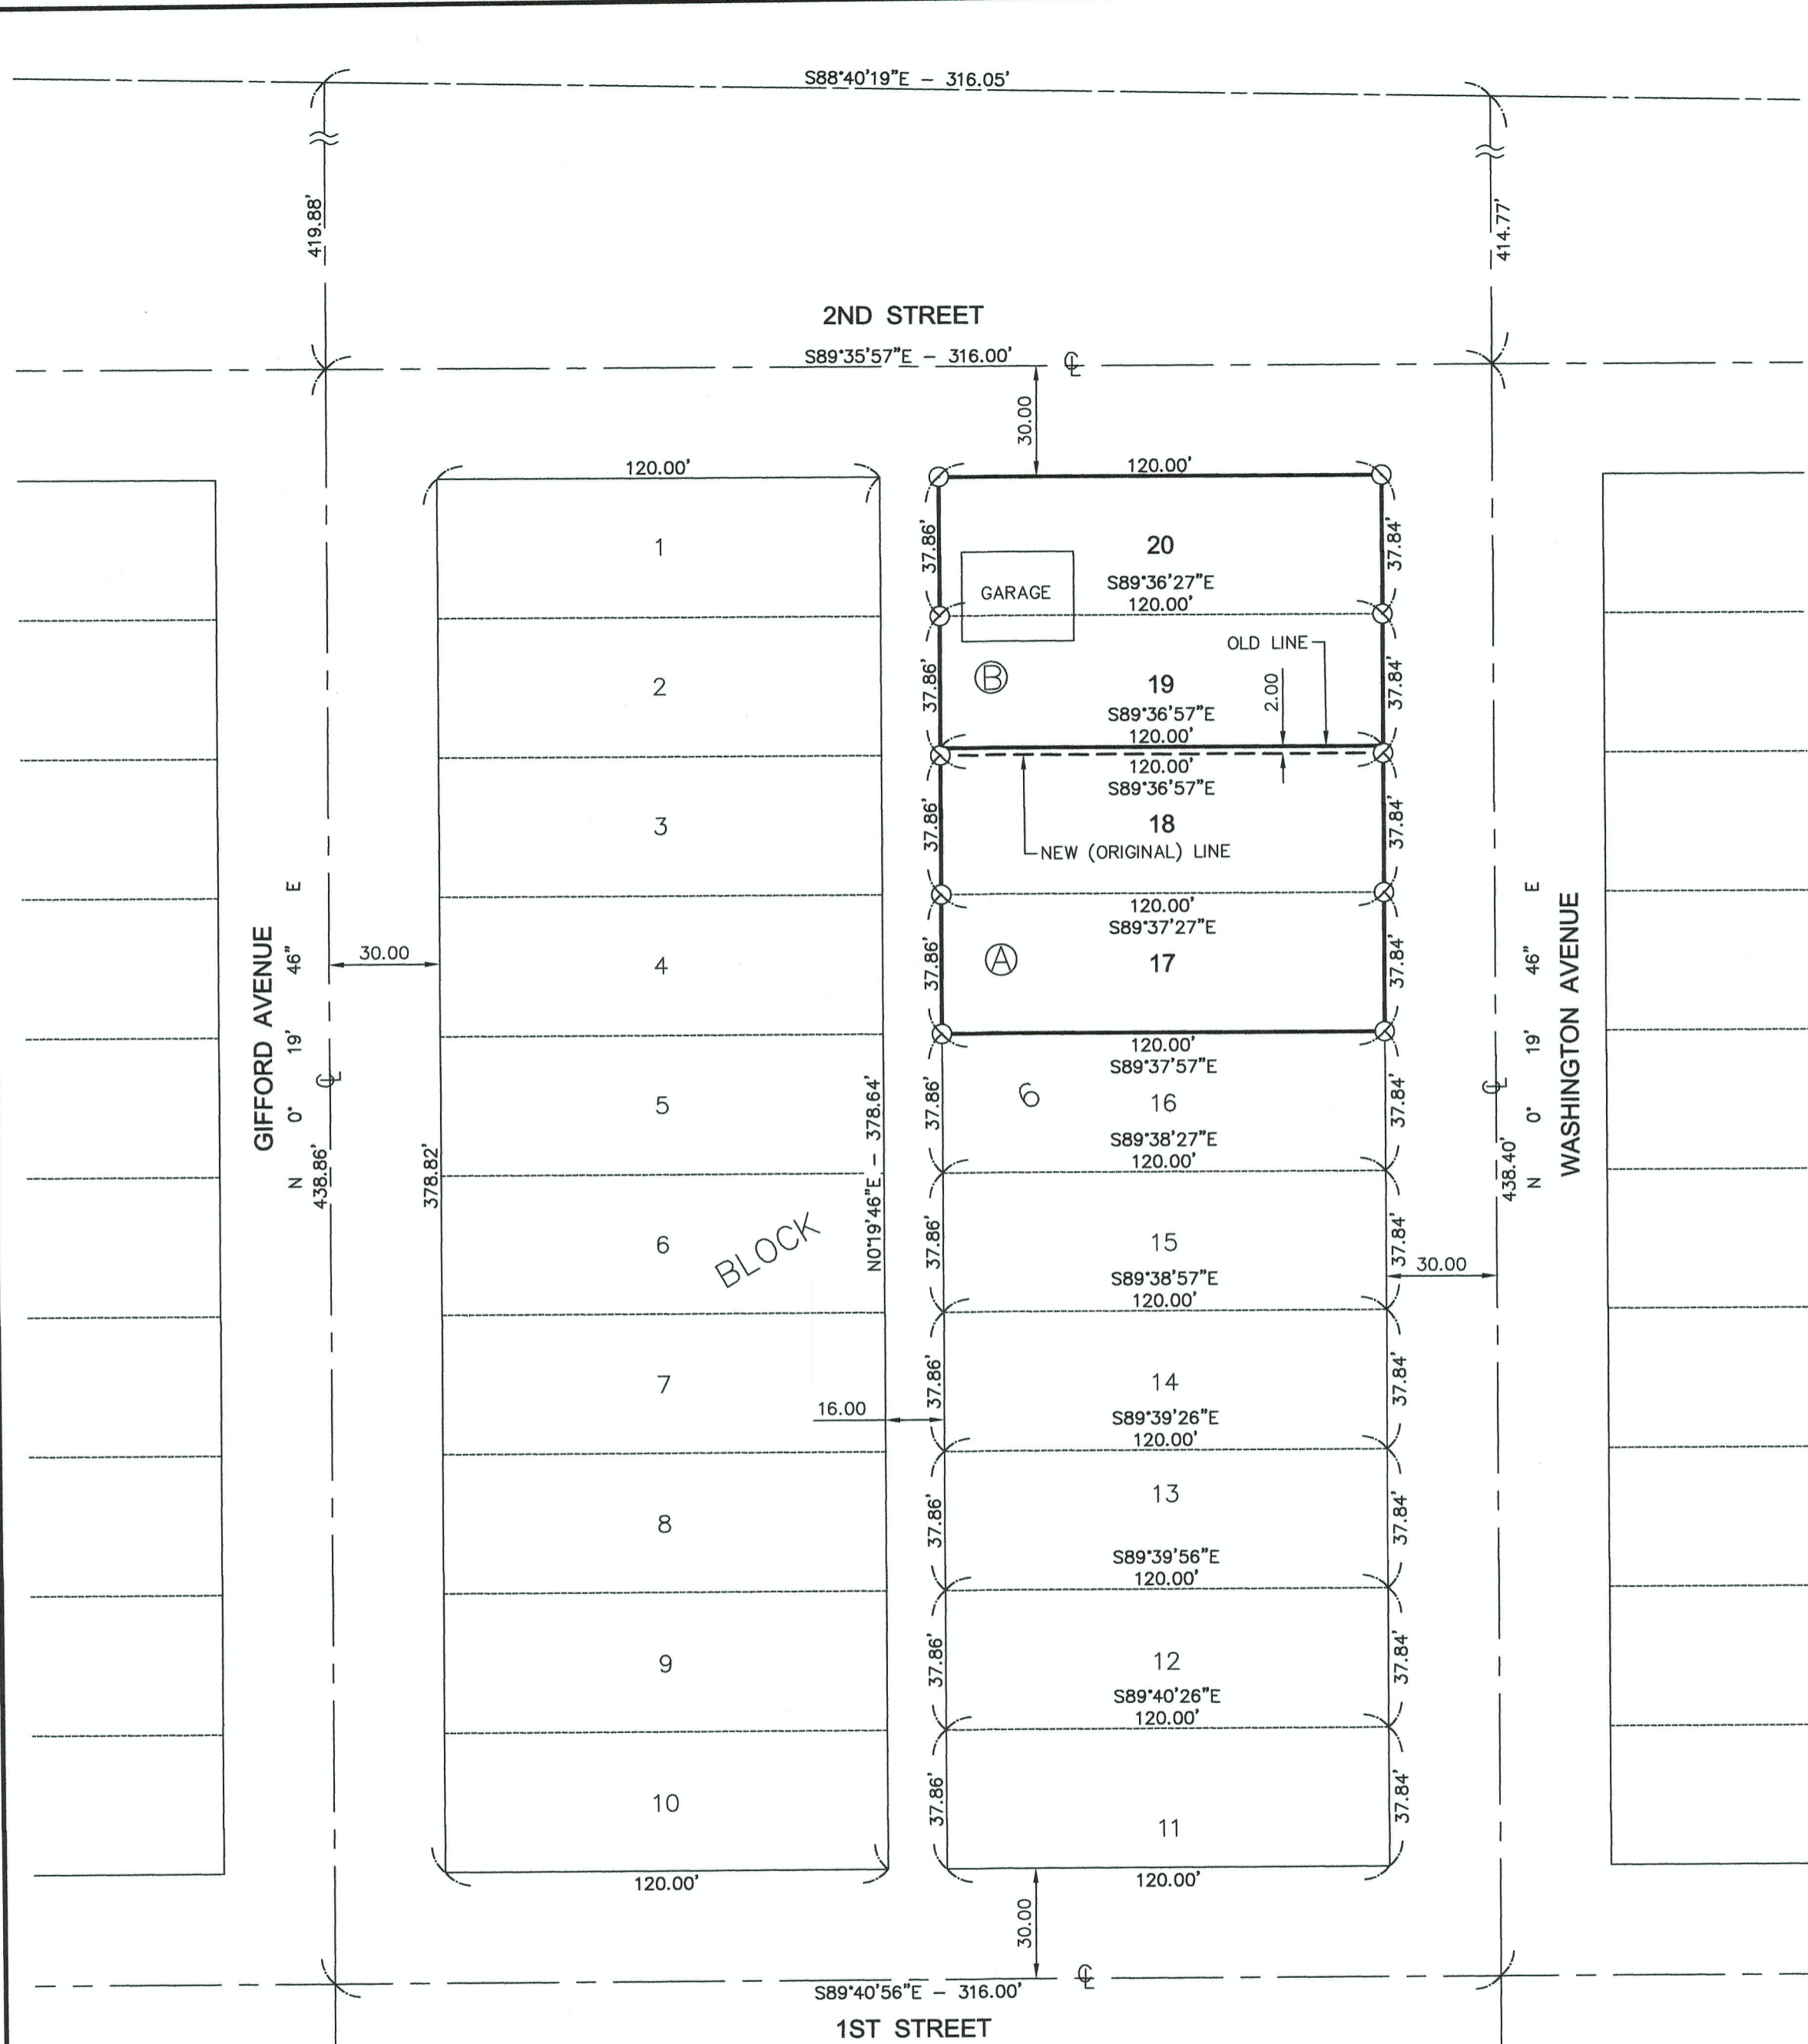 S88°40'19"E – 316.05'
419.88'
414.77'
2ND STREET
S89°35'57"E – 316.00'
℄
30.00
120.00'
120.00'
1
2
3
4
5
6
7
8
9
10
GIFFORD AVENUE
N 0° 19' 46" E
℄
438.86'
30.00
378.82'
N0°19'46"E – 378.64'
BLOCK
6
16.00
120.00'
37.86'
20
37.84'
GARAGE
S89°36'27"E
120.00'
OLD LINE
37.86'
B
19
2.00
37.84'
S89°36'57"E
120.00'
120.00'
S89°36'57"E
37.86'
18
37.84'
NEW (ORIGINAL) LINE
120.00'
S89°37'27"E
37.86'
A
17
37.84'
120.00'
S89°37'57"E
37.86'
16
37.84'
S89°38'27"E
120.00'
37.86'
15
37.84'
S89°38'57"E
120.00'
37.86'
14
37.84'
S89°39'26"E
120.00'
37.86'
13
37.84'
S89°39'56"E
120.00'
37.86'
12
37.84'
S89°40'26"E
120.00'
37.86'
11
37.84'
120.00'
WASHINGTON AVENUE
N 0° 19' 46" E
℄
438.40'
30.00
30.00
℄
S89°40'56"E – 316.00'
1ST STREET